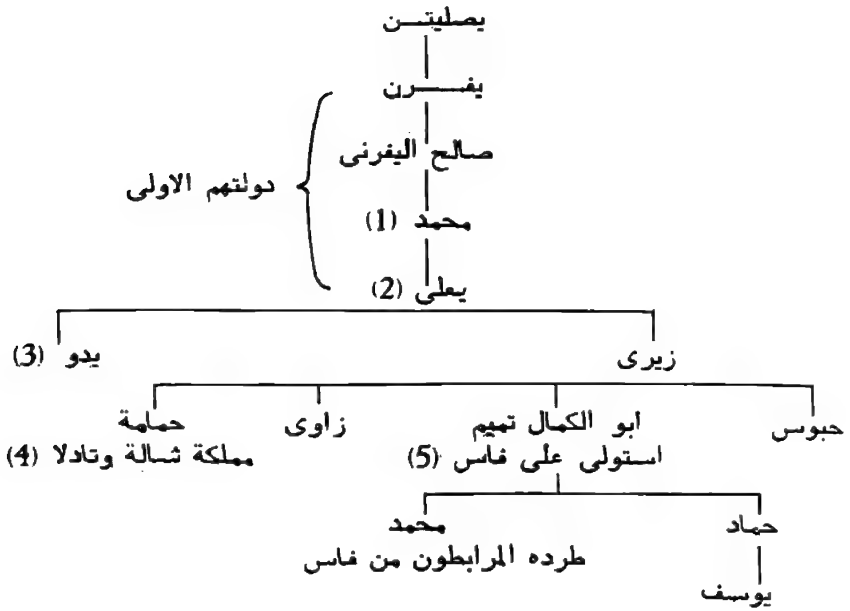 يصليتن
يفرن
صالح اليفرنى
دولتهم الاولى
محمد (1)
يعلى (2)
زيرى
يدو (3)
حبوس
ابو الكمال تميم
استولى على فاس (5)
زاوى
حمامة
مملكة شالة وتادلا (4)
حماد
محمد
طرده المرابطون من فاس
يوسف